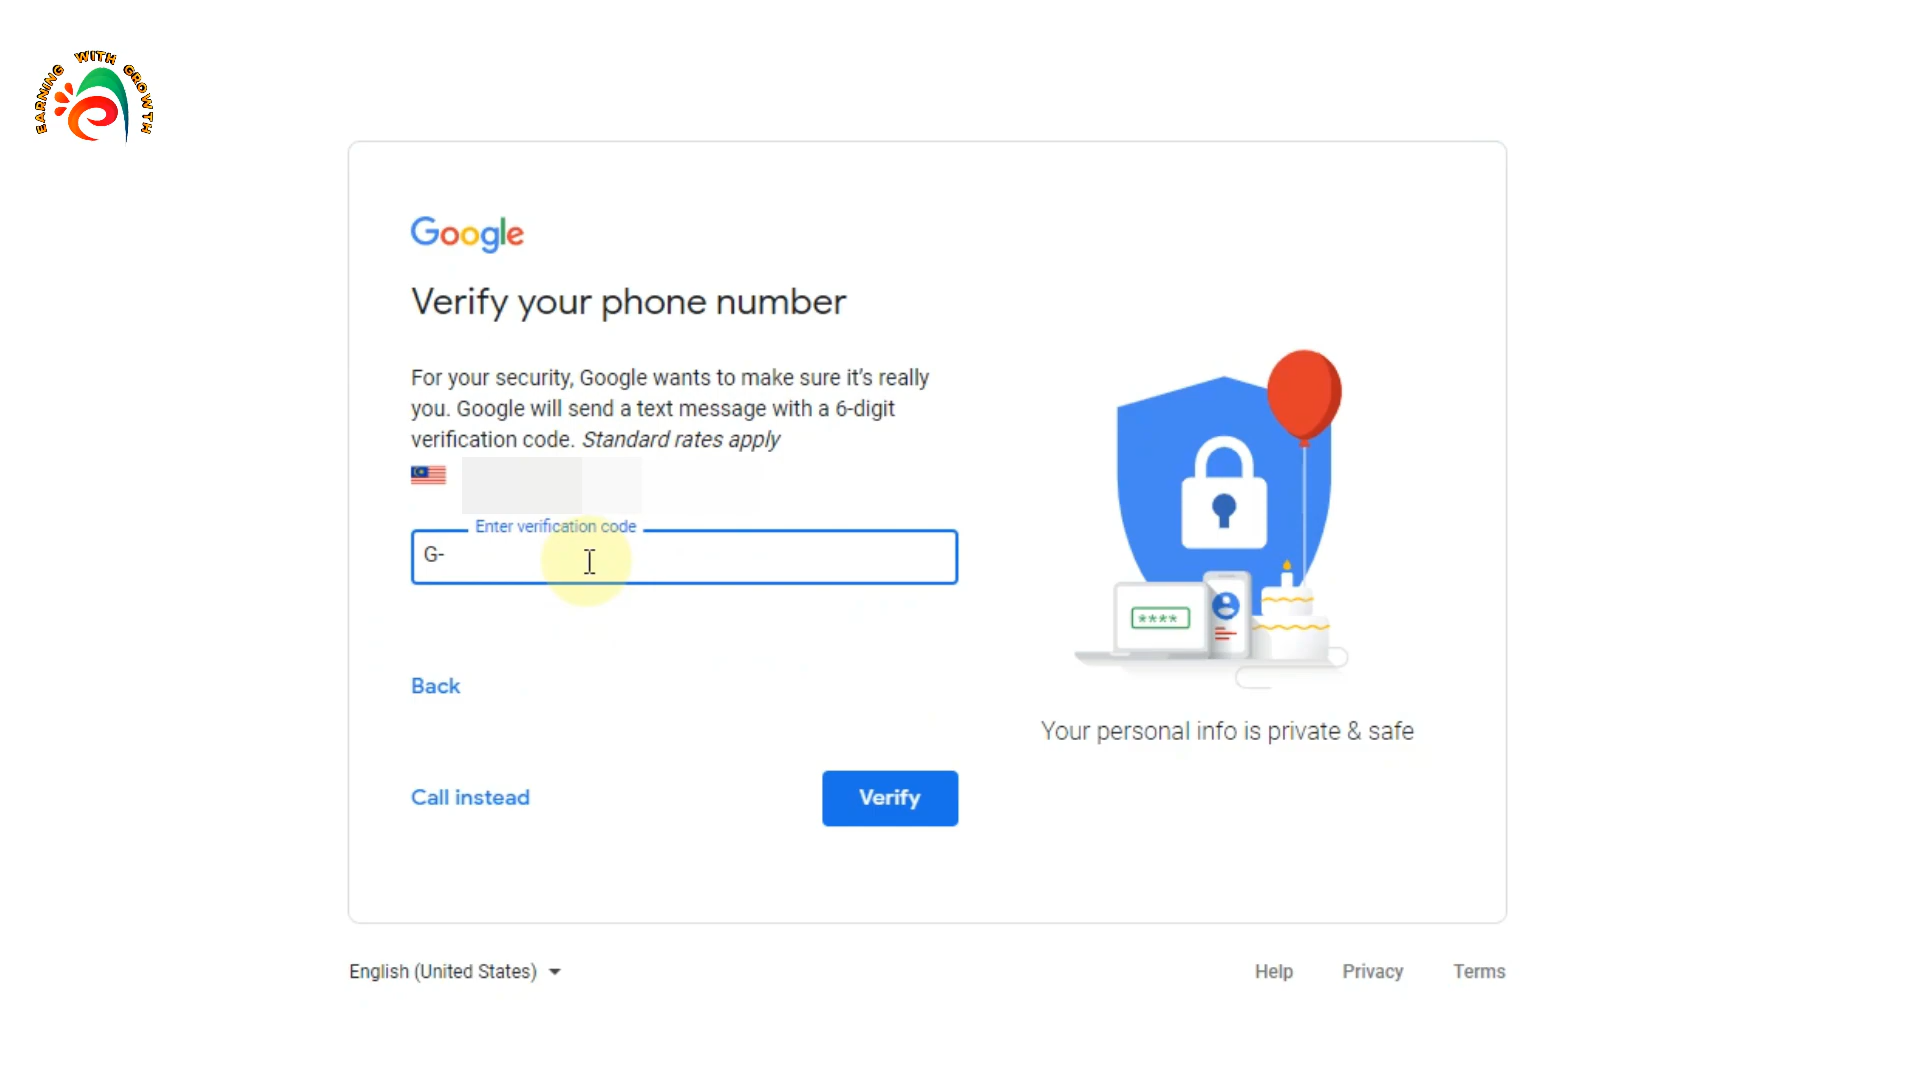 EARNING WITH GROWTH
Google
Verify your phone number
For your security, Google wants to make sure it's really
you. Google will send a text message with a 6-digit
verification code. Standard rates apply
Enter verification code
G-
****
Back
Your personal info is private & safe
Call instead
Verify
English (United States)
Help
Privacy
Terms